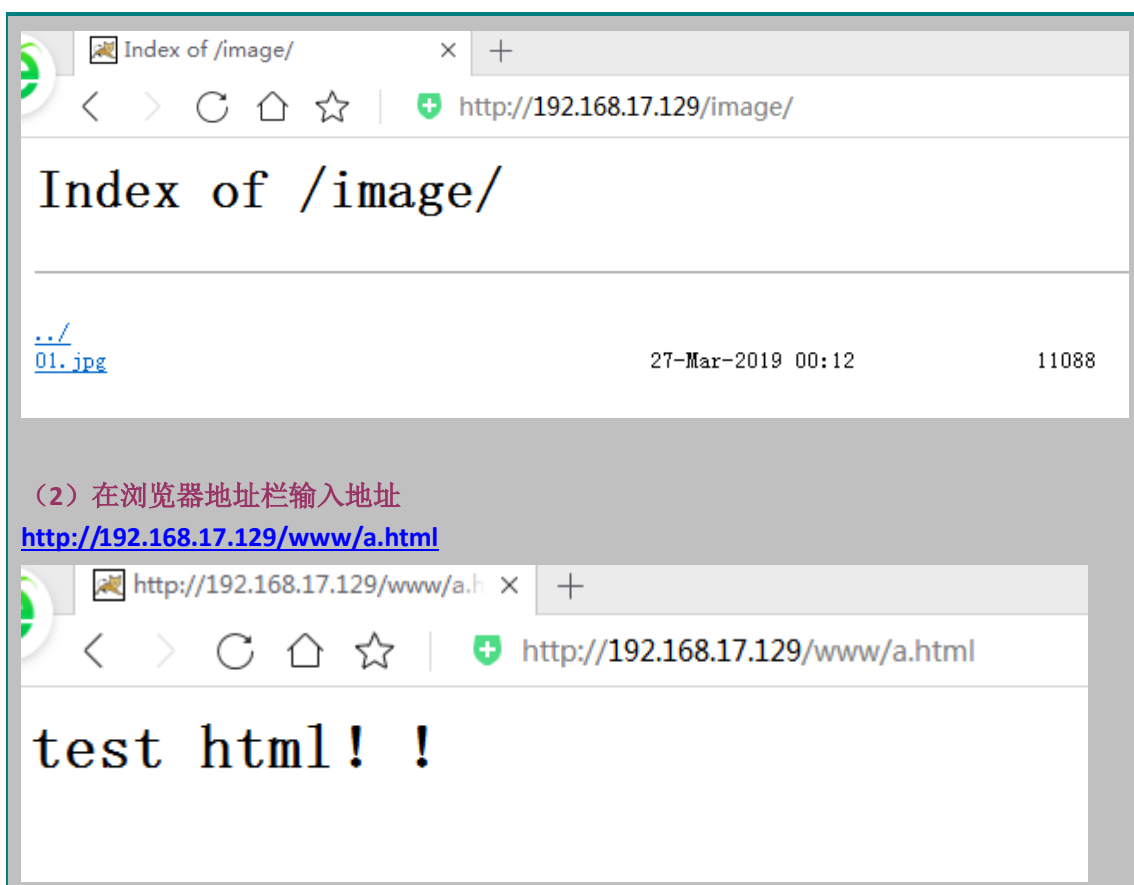 Index of /image/
http://192.168.17.129/image/
Index of /image/
../
01.jpg 27-Mar-2019 00:12 11088
（2）在浏览器地址栏输入地址
http://192.168.17.129/www/a.html
http://192.168.17.129/www/a.h
http://192.168.17.129/www/a.html
test html！！